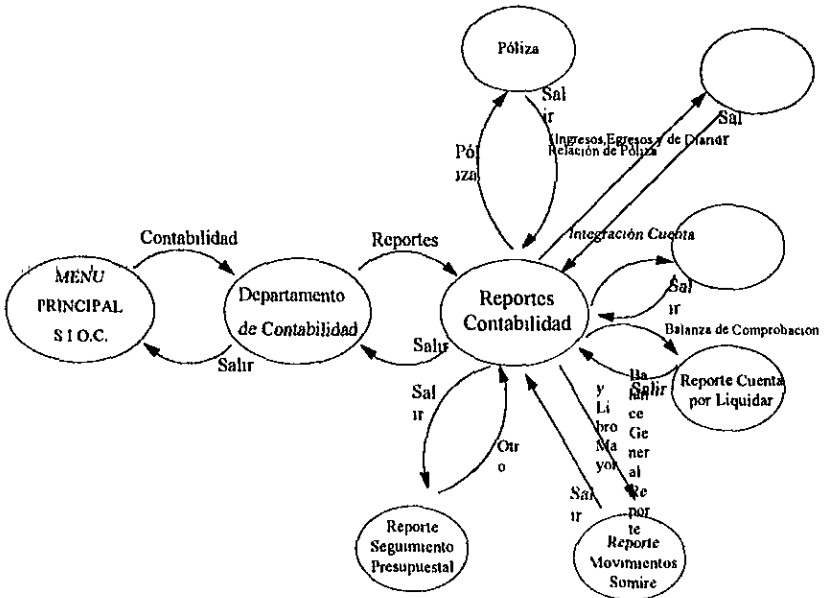 Póliza
Sal
ir
Sal
ir
(Ingresos, Egresos y de Diario
Relación de Póliza
Pól
iza
Integración Cuenta
Contabilidad
Reportes
MENU
PRINCIPAL
S I O.C.
Departamento
de Contabilidad
Reportes
Contabilidad
Sal
ir
Balanza de Comprobación
Salir
Salir
Salir
Reporte Cuenta
por Liquidar
Sal
ir
Otr
o
y
Li
bro
Ma
yor
Ba
lan
ce
Ge
ner
al
Re
por
te
Sal
ir
Reporte
Seguimiento
Presupuestal
Reporte
Movimientos
Somire